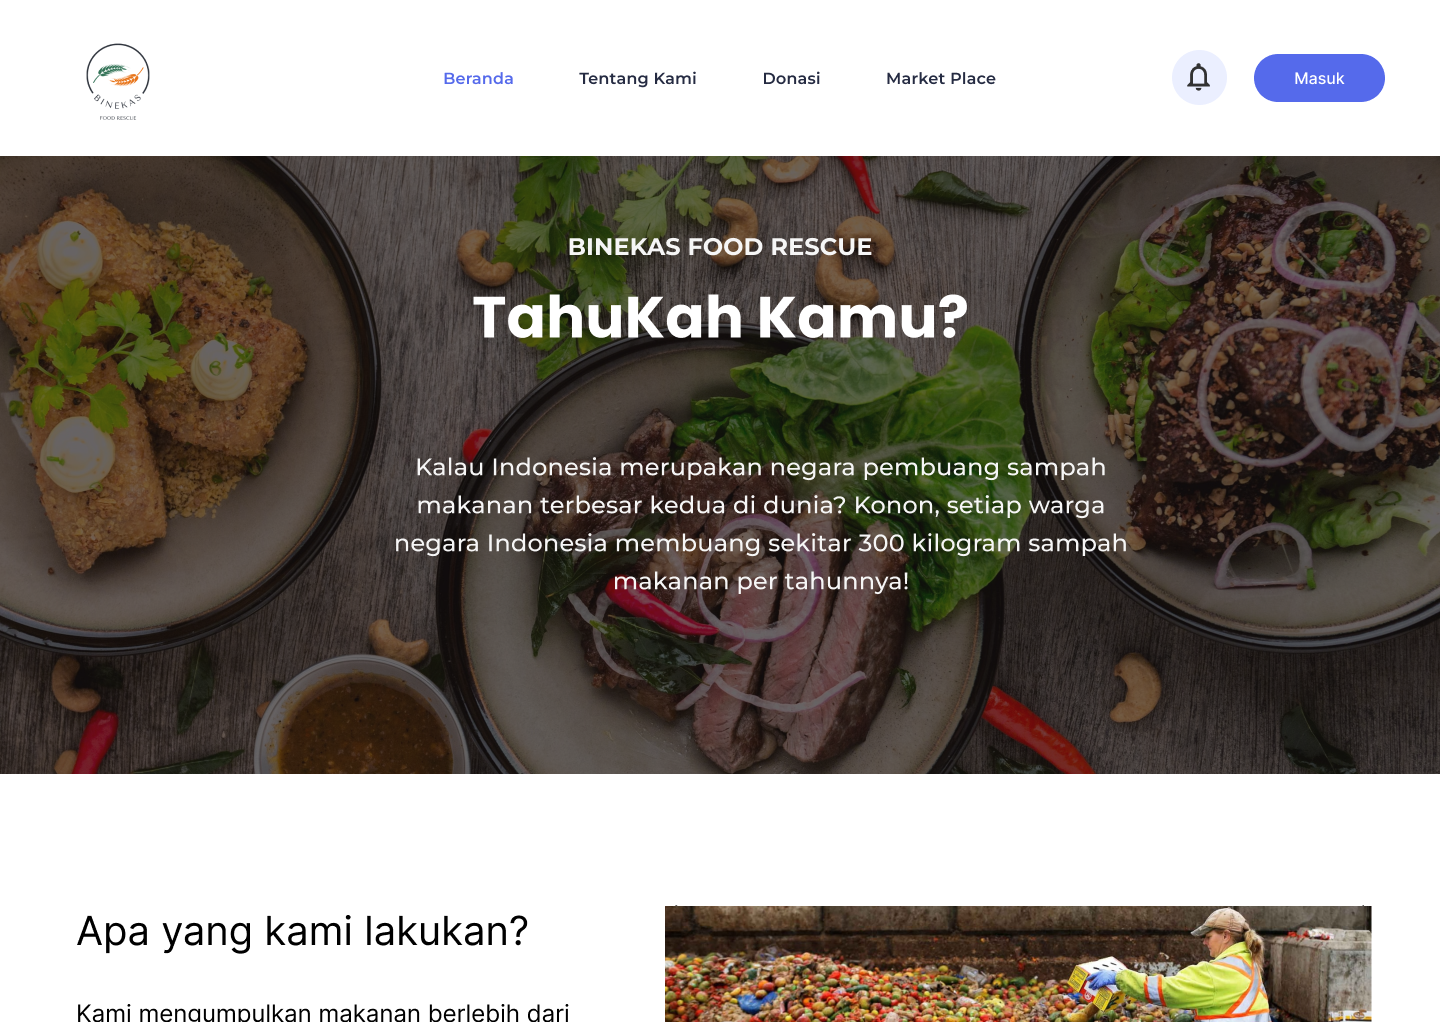 BINEKAS
FOOD RESCUE
Beranda
Tentang Kami
Donasi
Market Place
Masuk
BINEKAS FOOD RESCUE
TahuKah Kamu?
Kalau Indonesia merupakan negara pembuang sampah
makanan terbesar kedua di dunia? Konon, setiap warga
negara Indonesia membuang sekitar 300 kilogram sampah
makanan per tahunnya!
Apa yang kami lakukan?
Kami mengumpulkan makanan berlebih dari